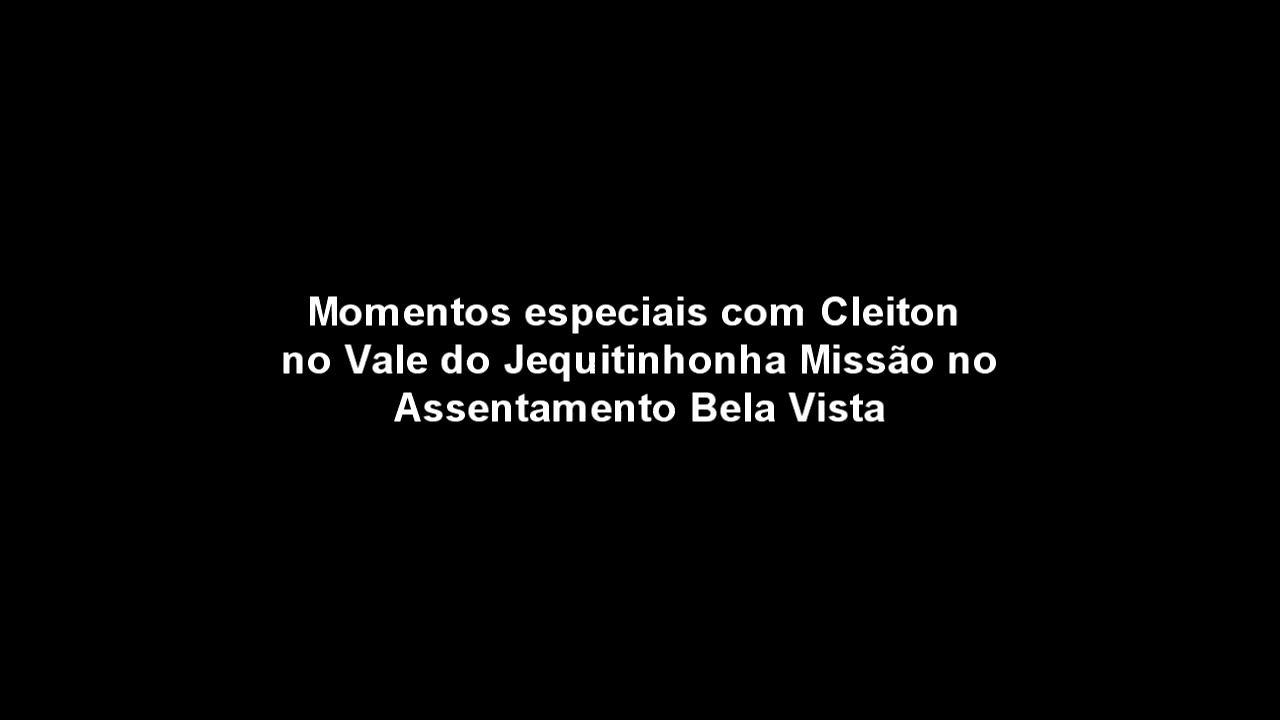 Momentos especiais com Cleiton
no Vale do Jequitinhonha Missão no
Assentamento Bela Vista